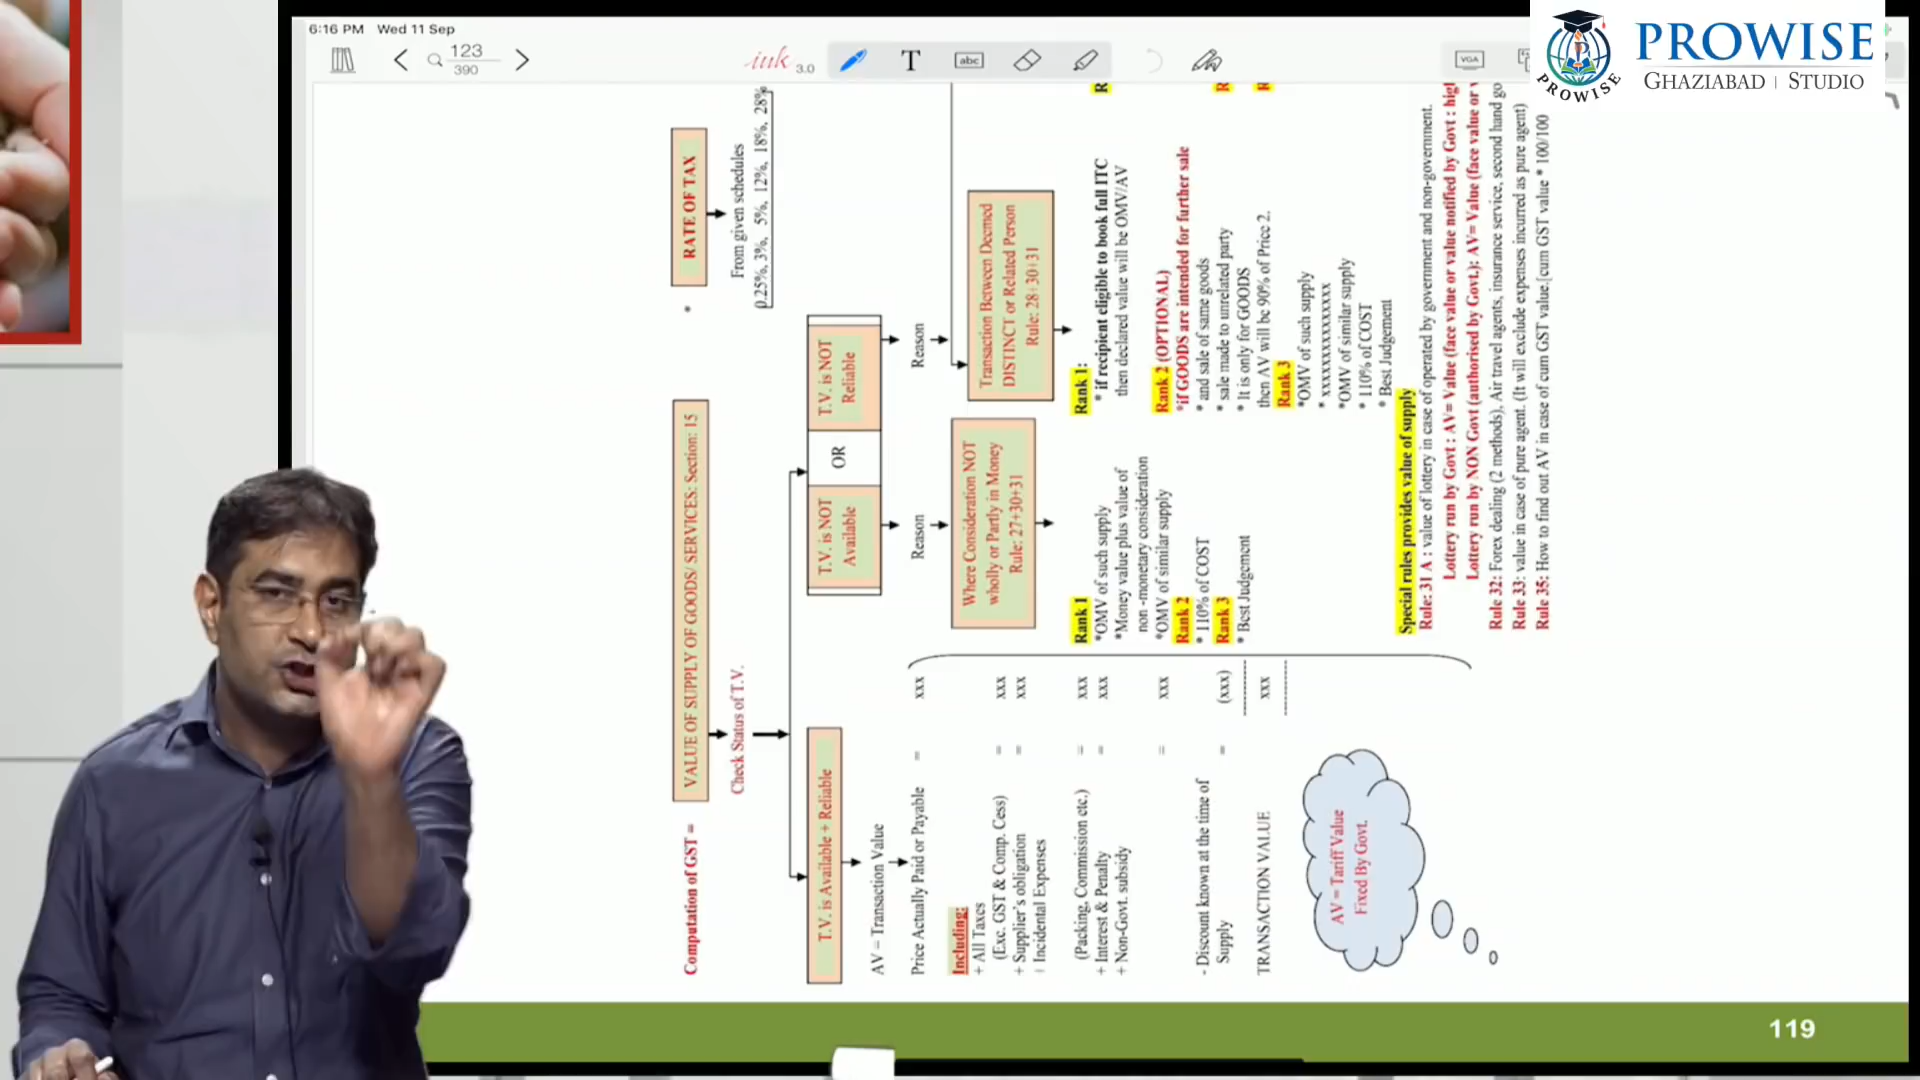 6:16 PM Wed 11 Sep
123
390
ink 3.0
T
abc
VGA
PROWISE
PROWISE
GHAZIABAD | STUDIO
Computation of GST =
VALUE OF SUPPLY OF GOODS/ SERVICES: Section: 15
*
RATE OF TAX
Check Status of T.V.
From given schedules
0.25%, 3%, 5%, 12%, 18%, 28%
T.V. is Available + Reliable
T.V. is NOT
Available
OR
T.V. is NOT
Reliable
AV = Transaction Value
Reason
Reason
Price Actually Paid or Payable = xxx
Including:
+ All Taxes
(Exc. GST & Comp. Cess) = xxx
+ Supplier's obligation = xxx
Incidental Expenses
(Packing, Commission etc.) = xxx
+ Interest & Penalty = xxx
+ Non-Govt. subsidy
= xxx
- Discount known at the time of
Supply = (xxx)
TRANSACTION VALUE xxx
AV = Tariff Value
Fixed By Govt.
Where Consideration NOT
wholly or Partly in Money
Rule: 27+30+31
Rank 1
*OMV of such supply
*Money value plus value of
non -monetary consideration
*OMV of similar supply
Rank 2
* 110% of COST
Rank 3
* Best Judgement
Transaction Between Deemed
DISTINCT or Related Person
Rule: 28+30+31
Rank 1:
* if recipient eligible to book full ITC
then declared value will be OMV/AV
Rank 2 (OPTIONAL)
*if GOODS are intended for further sale
* and sale of same goods
* sale made to unrelated party
* It is only for GOODS
then AV will be 90% of Price 2.
Rank 3
*OMV of such supply
* xxxxxxxxxxxxxx
*OMV of similar supply
* 110% of COST
* Best Judgement
R
R
R
Special rules provides value of supply
Rule: 31 A : value of lottery in case of operated by government and non-government.
Lottery run by Govt : AV= Value (face value or value notified by Govt : hig
Lottery run by NON Govt (authorised by Govt.): AV= Value (face value or v
Rule 32: Forex dealing (2 methods), Air travel agents, insurance service, second hand go
Rule 33: value in case of pure agent. (It will exclude expenses incurred as pure agent)
Rule 35: How to find out AV in case of cum GST value.[cum GST value * 100/100
119